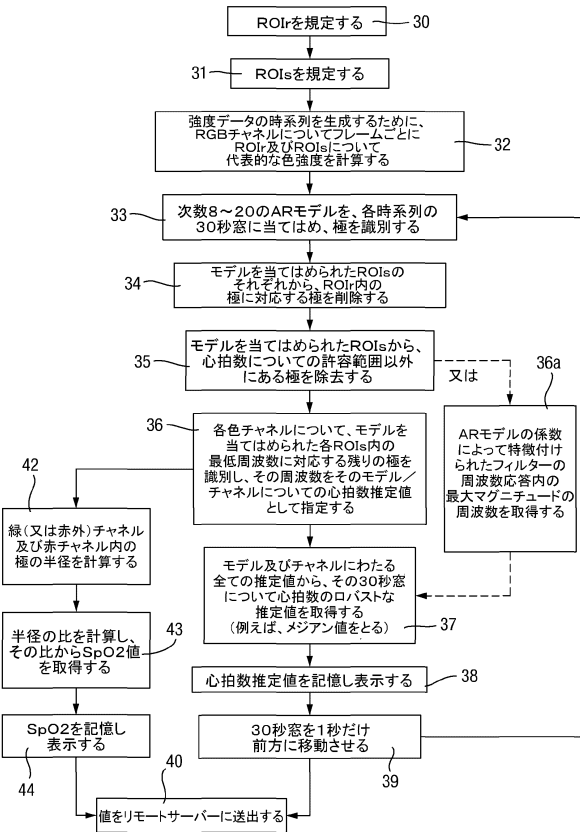 ROIrを規定する
30
31
ROIsを規定する
強度データの時系列を生成するために、
RGBチャネルについてフレームごとに
ROIr及びROIsについて
代表的な色強度を計算する
32
次数8～20のARモデルを、各時系列の
30秒窓に当てはめ、極を識別する
33
モデルを当てはめられたROIsの
それぞれから、ROIr内の
極に対応する極を削除する
34
モデルを当てはめられたROIsから、
心拍数についての許容範囲以外
にある極を除去する
35
又は
36a
ARモデルの係数
によって特徴付け
られたフィルターの
周波数応答内の
最大マグニチュードの
周波数を取得する
36
各色チャネルについて、モデルを
当てはめられた各ROIs内の
最低周波数に対応する残りの極を
識別し、その周波数をそのモデル／
チャネルについての心拍数推定値
として指定する
42
緑（又は赤外）チャネル
及び赤チャネル内の
極の半径を計算する
モデル及びチャネルにわたる
全ての推定値から、その30秒窓
について心拍数のロバストな
推定値を取得する
（例えば、メジアン値をとる）
37
半径の比を計算し、
その比からSpO2値
を取得する
43
心拍数推定値を記憶し表示する
38
SpO2を記憶し
表示する
44
30秒窓を1秒だけ
前方に移動させる
39
40
値をリモートサーバーに送出する